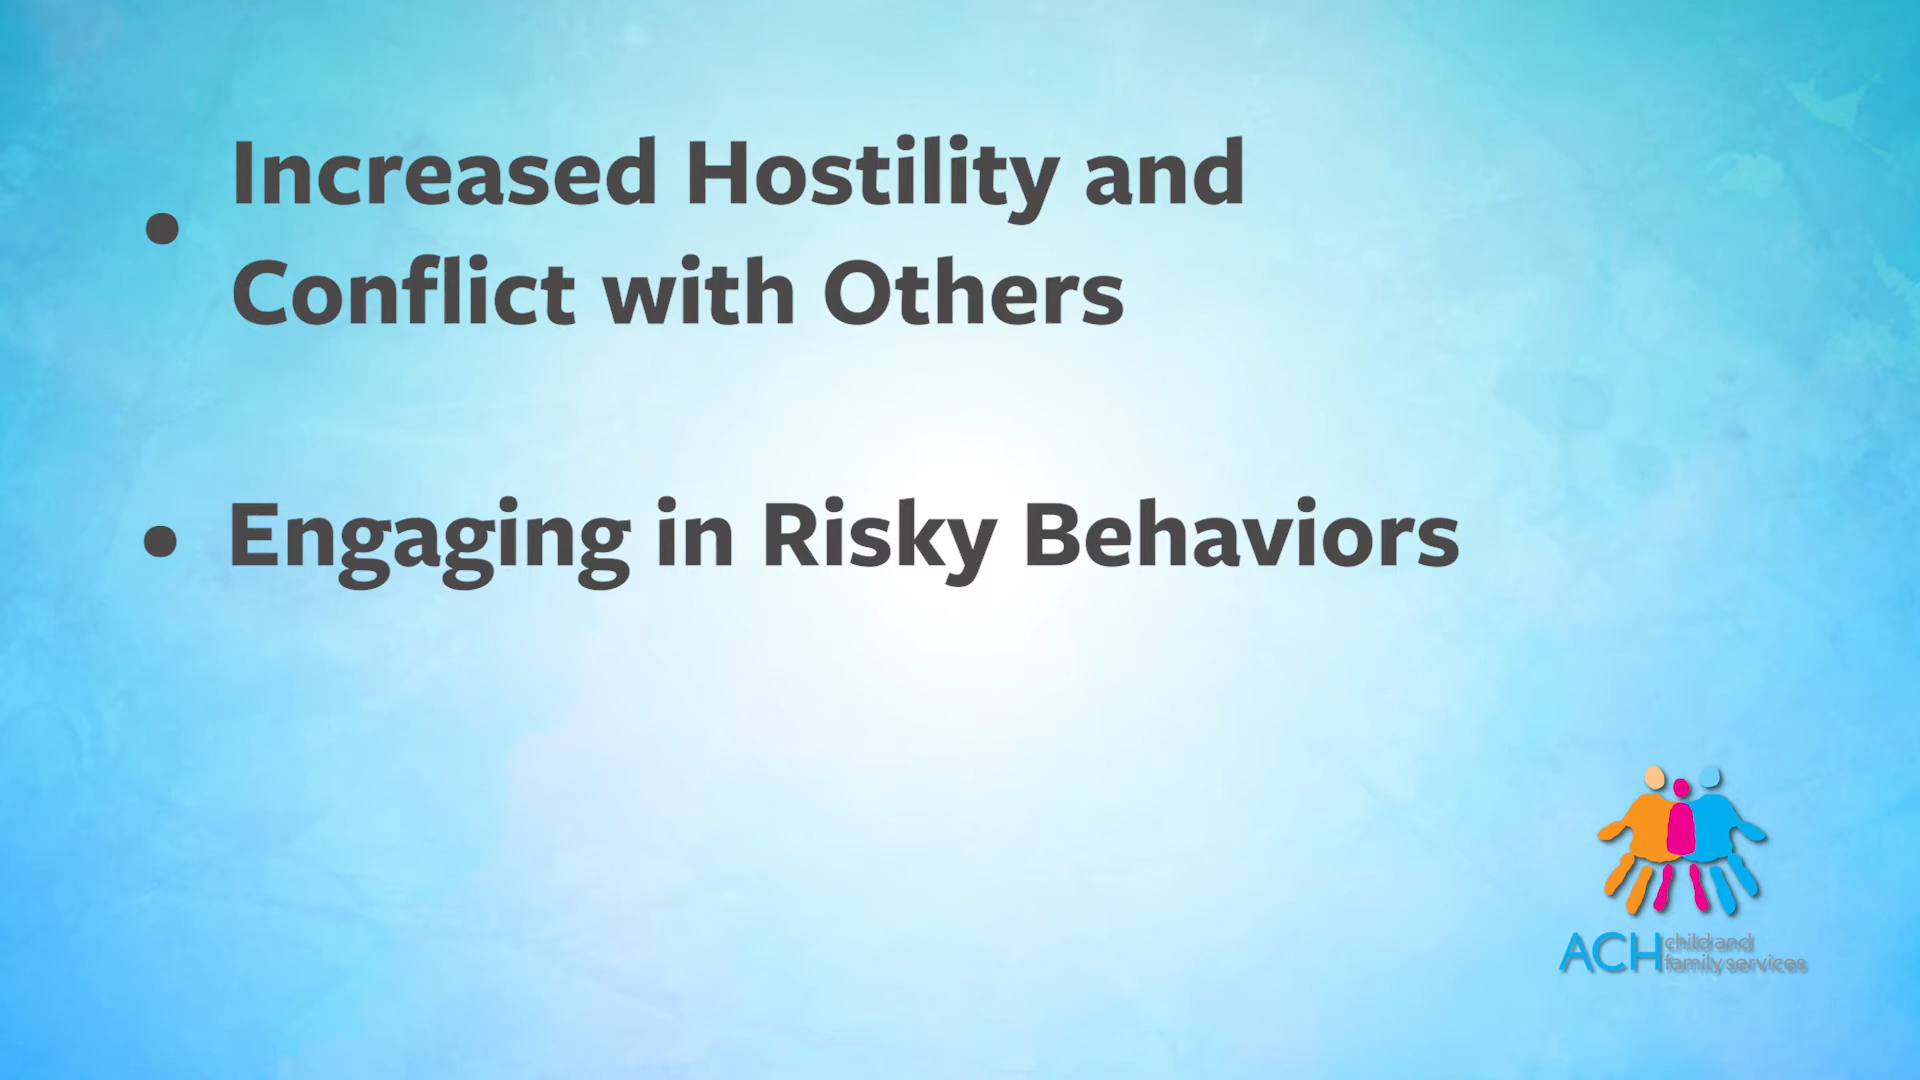 • Increased Hostility and
Conflict with Others
• Engaging in Risky Behaviors
ACH child and
family services